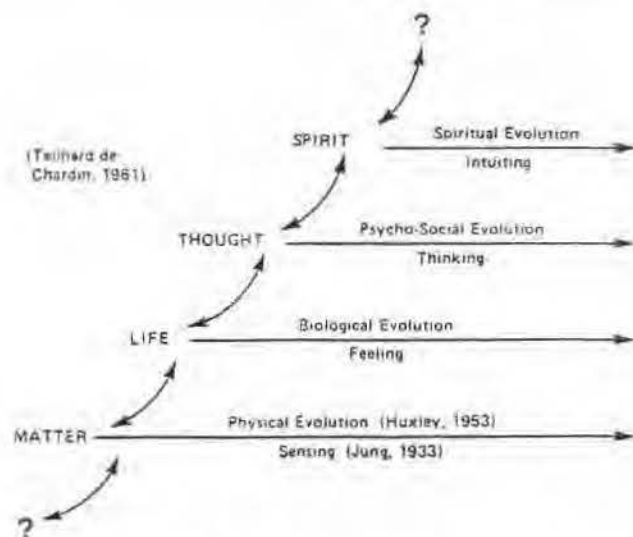 ?
SPIRIT
Spiritual Evolution
Intuiting
(Teilhard de
Chardin, 1961)
THOUGHT
Psycho-Social Evolution
Thinking
LIFE
Biological Evolution
Feeling
MATTER
Physical Evolution (Huxley, 1953)
Sensing (Jung, 1933)
?